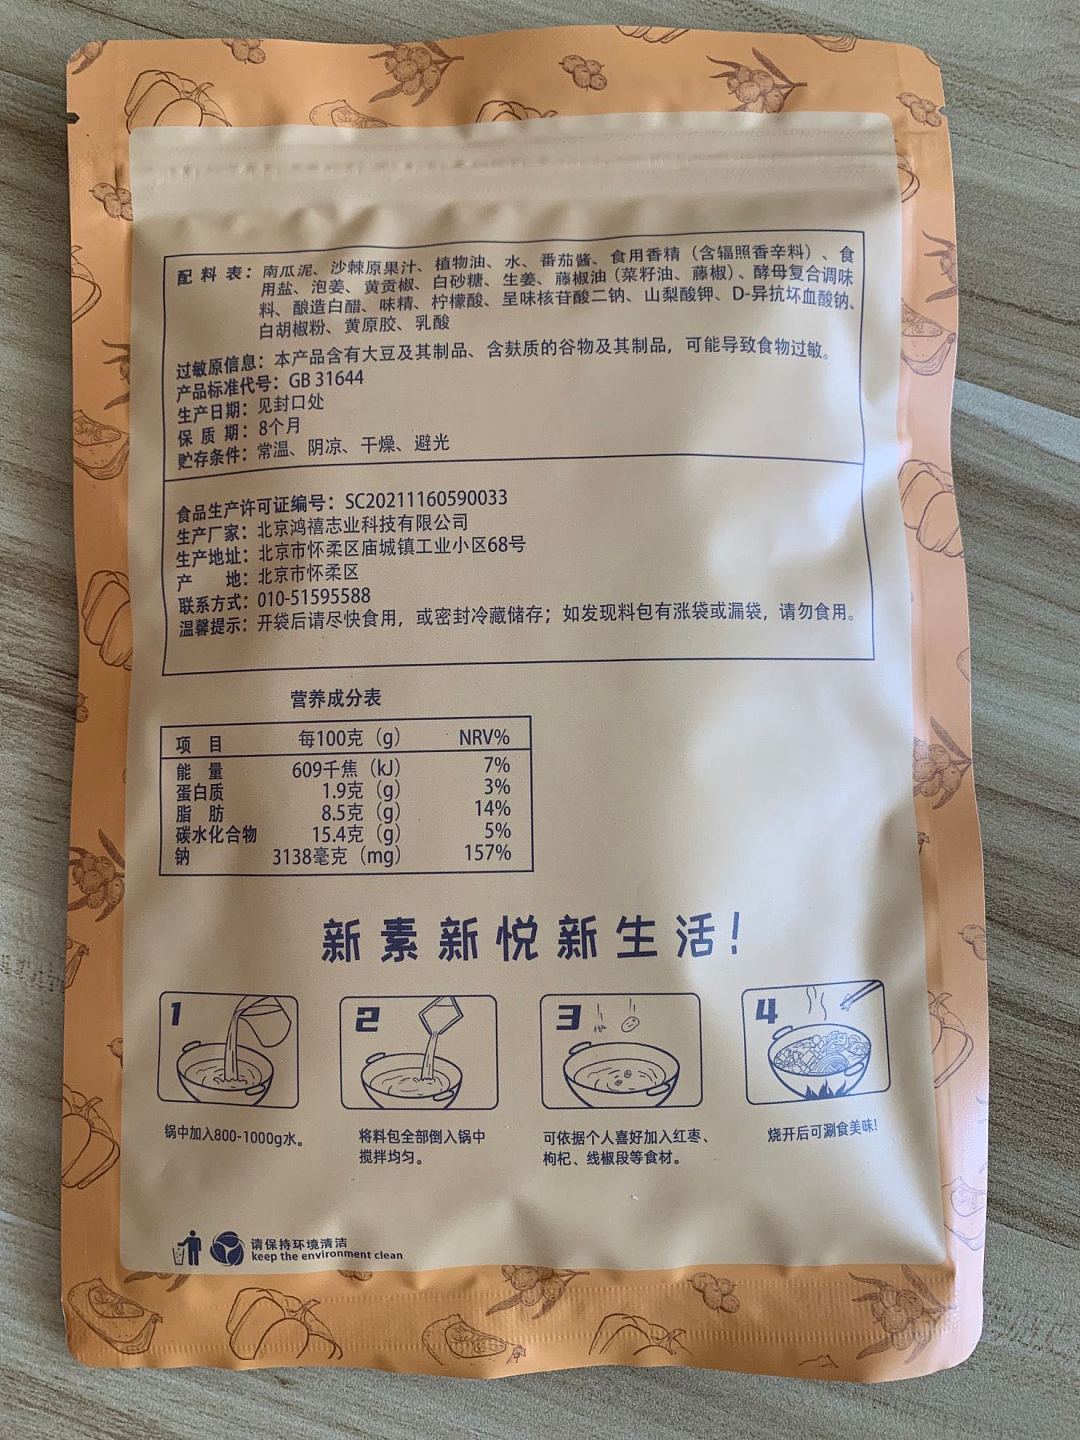 配料表：南瓜泥、沙棘原果汁、植物油、水、番茄酱、食用香精（含辐照香辛料）、食
用盐、泡姜、黄贡椒、白砂糖、生姜、藤椒油（菜籽油、藤椒）、酵母复合调味
料、酿造白醋、味精、柠檬酸、呈味核苷酸二钠、山梨酸钾、D-异抗坏血酸钠、
白胡椒粉、黄原胶、乳酸
过敏原信息：本产品含有大豆及其制品、含麸质的谷物及其制品，可能导致食物过敏。
产品标准代号：GB 31644
生产日期：见封口处
保质期：8个月
贮存条件：常温、阴凉、干燥、避光
食品生产许可证编号：SC20211160590033
生产厂家：北京鸿禧志业科技有限公司
生产地址：北京市怀柔区庙城镇工业小区68号
产地：北京市怀柔区
联系方式：010-51595588
温馨提示：开袋后请尽快食用，或密封冷藏储存；如发现料包有涨袋或漏袋，请勿食用。
营养成分表
项目 每100克（g） NRV%
能量 609千焦（kJ） 7%
蛋白质 1.9克（g） 3%
脂肪 8.5克（g） 14%
碳水化合物 15.4克（g） 5%
钠 3138毫克（mg） 157%
新素新悦新生活！
1 2 3 4
锅中加入800-1000g水。
将料包全部倒入锅中
搅拌均匀。
可依据个人喜好加入红枣、
枸杞、线椒段等食材。
烧开后可涮食美味！
请保持环境清洁
keep the environment clean